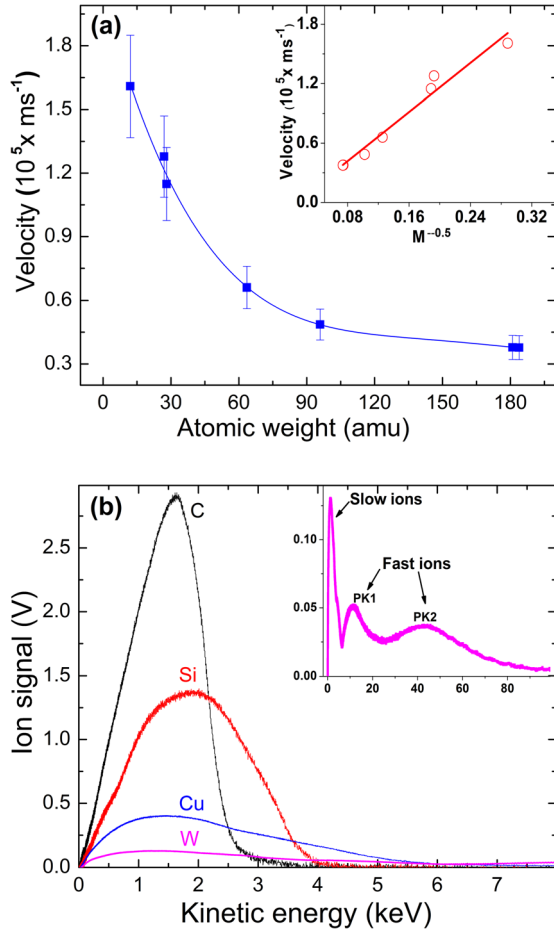 (a)
Velocity (10⁵x ms⁻¹)
1.8
1.5
1.2
0.9
0.6
0.3
0 30 60 90 120 150 180
Atomic weight (amu)
Velocity (10⁵x ms⁻¹)
1.8
1.2
0.6
0.0
0.08 0.16 0.24 0.32
M⁻⁻⁰·⁵
(b)
Ion signal (V)
3.0
2.5
2.0
1.5
1.0
0.5
0.0
0 1 2 3 4 5 6 7
Kinetic energy (keV)
C
Si
Cu
W
Slow ions
Fast ions
PK1
PK2
0.10
0.05
0.00
0 20 40 60 80